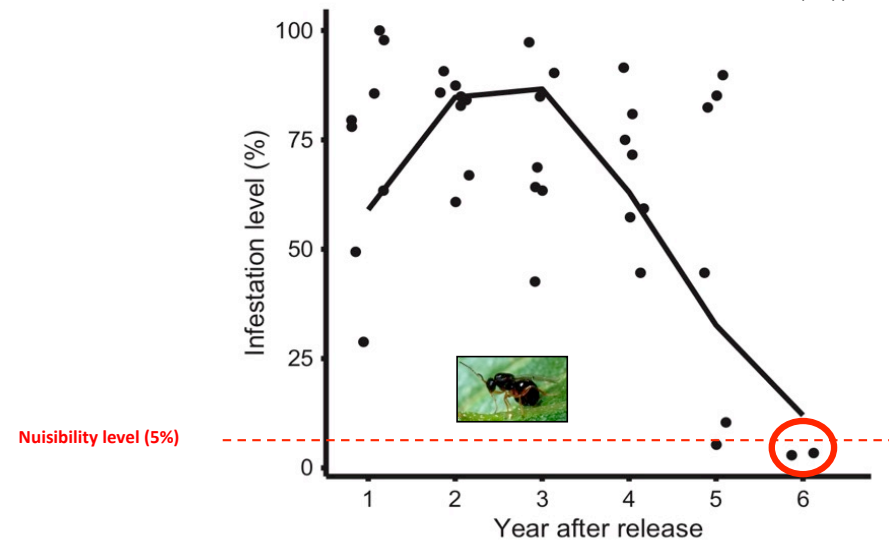 100
75
50
25
0
Infestation level (%)
Nuisibility level (5%)
1 2 3 4 5 6
Year after release